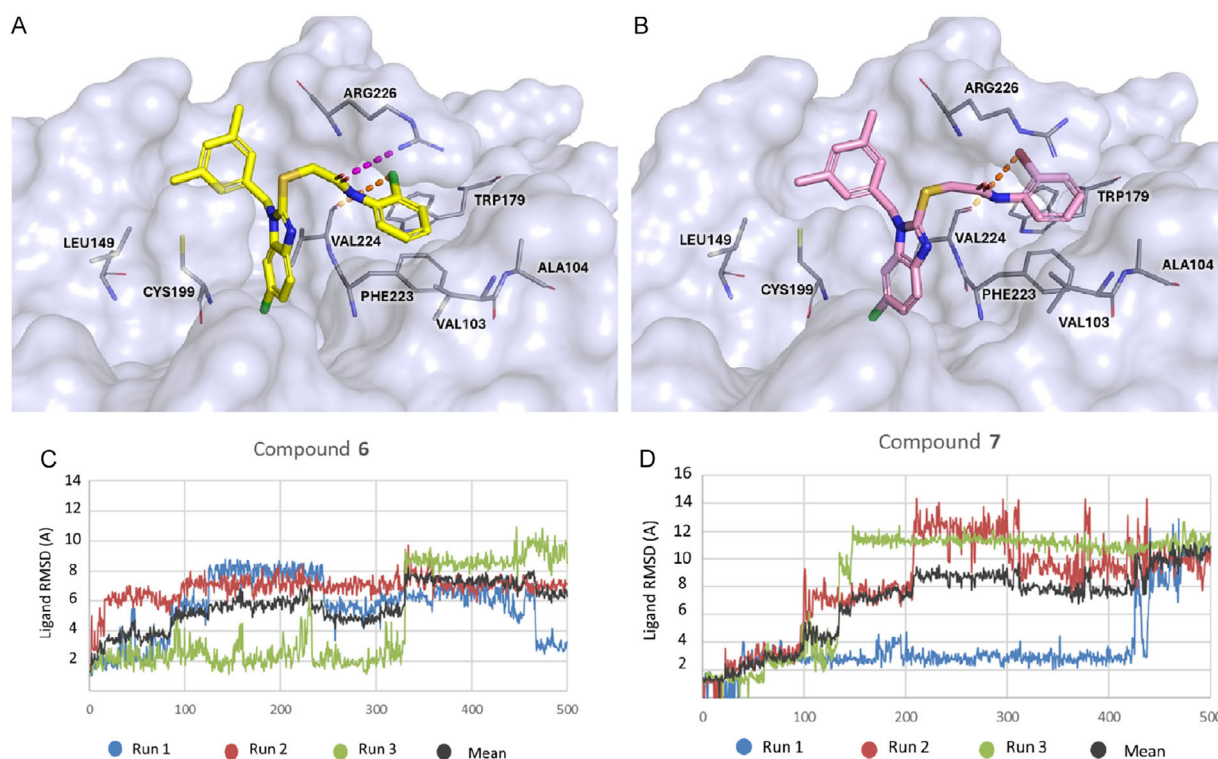 A
B
ARG226
ARG226
TRP179
TRP179
LEU149
VAL224
LEU149
VAL224
ALA104
ALA104
CYS199
PHE223
CYS199
PHE223
VAL103
VAL103
C
Compound 6
14
12
10
8
6
4
2
Ligand RMSD (A)
0
100
200
300
400
500
Run 1
Run 2
Run 3
Mean
D
Compound 7
16
14
12
10
8
6
4
2
Ligand RMSD (A)
0
100
200
300
400
500
Run 1
Run 2
Run 3
Mean